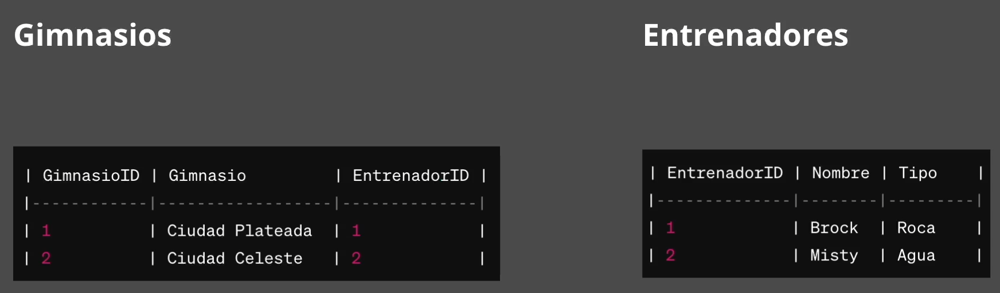 Gimnasios
Entrenadores
| GimnasioID | Gimnasio         | EntrenadorID |
|------------|------------------|--------------|
| 1          | Ciudad Plateada  | 1            |
| 2          | Ciudad Celeste   | 2            |
| EntrenadorID | Nombre | Tipo    |
|--------------|--------|---------|
| 1            | Brock  | Roca    |
| 2            | Misty  | Agua    |